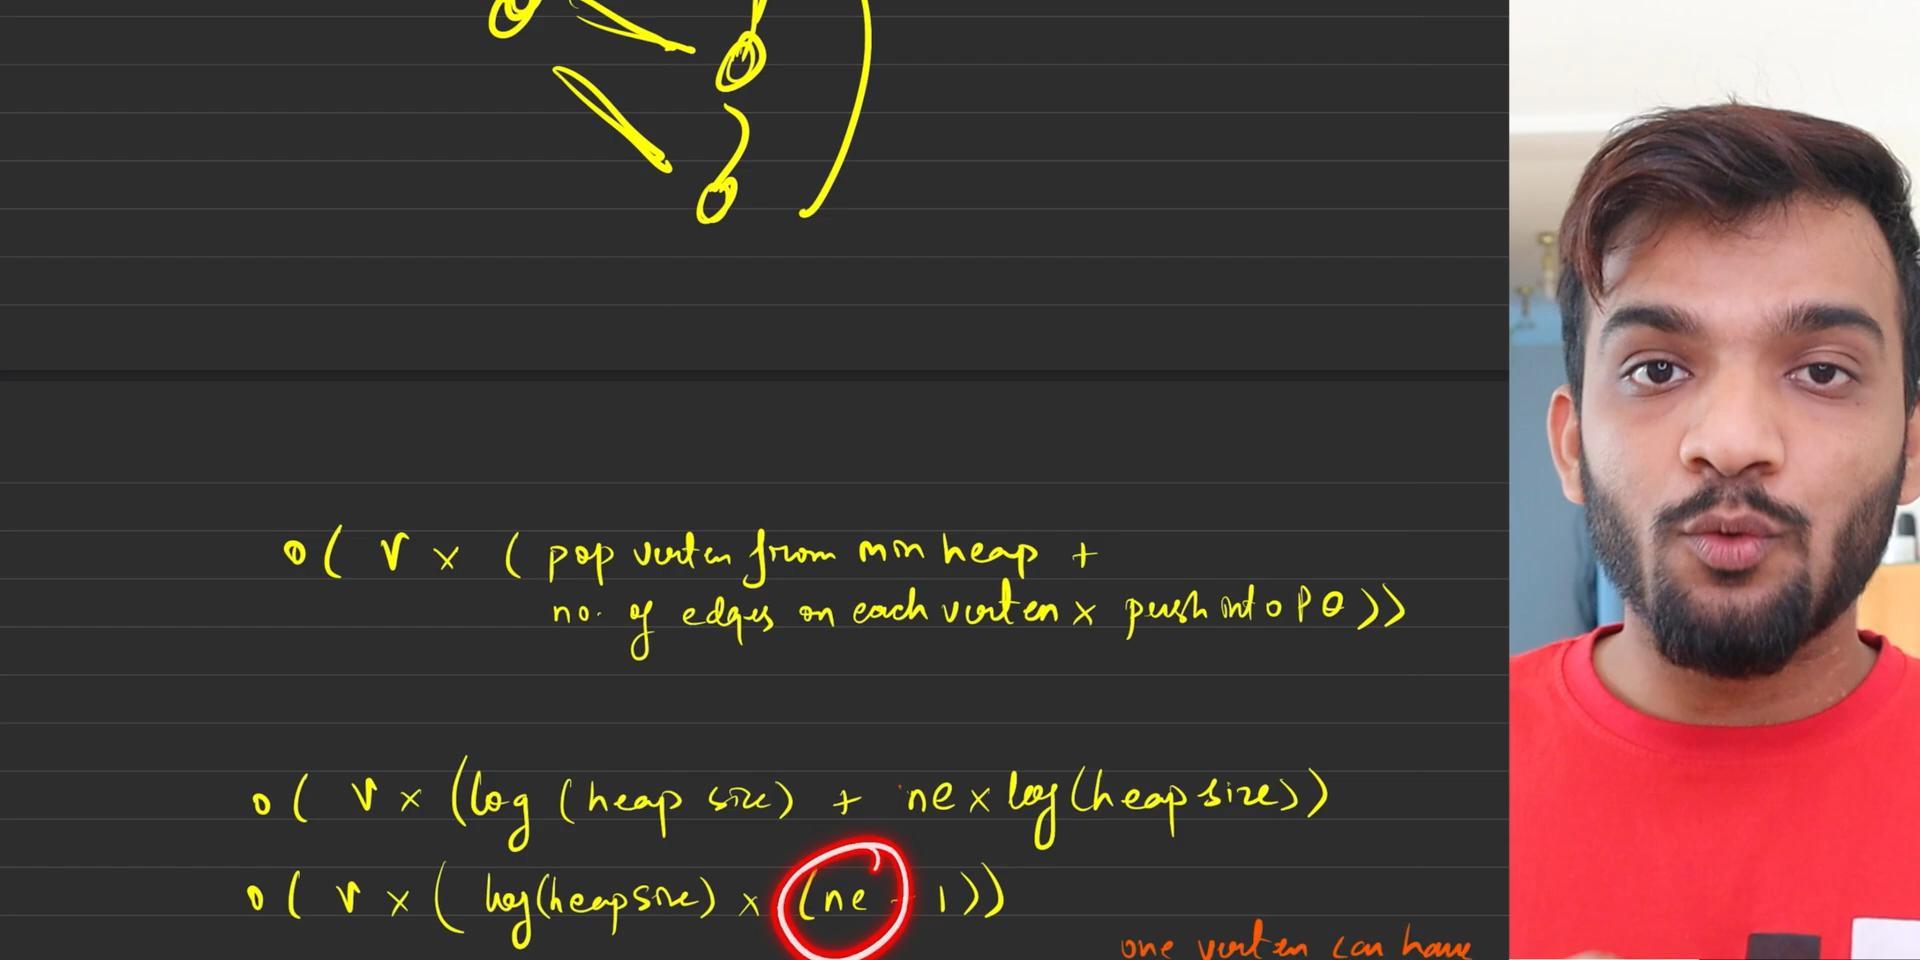 O( V x ( pop vertex from min heap +
no. of edges on each vertex x push into PQ ))
O( V x (log (heap size) + ne x log(heap size))
O( V x ( log(heapsize) x (ne + 1))
one vertex can have